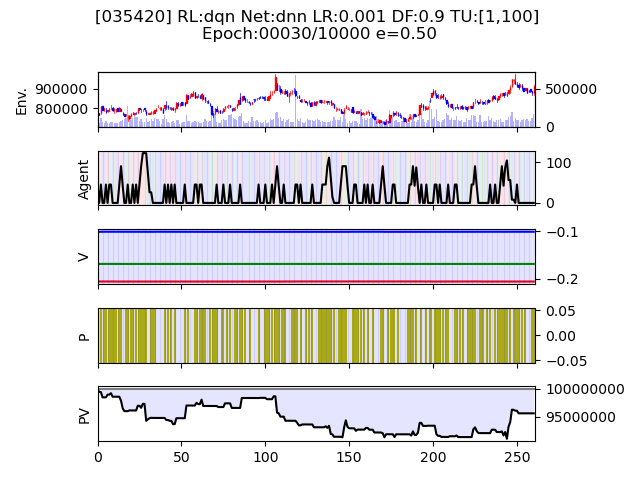 [035420] RL:dqn Net:dnn LR:0.001 DF:0.9 TU:[1,100]
Epoch:00030/10000 e=0.50
Env.
900000
800000
500000
0
Agent
100
0
V
−0.1
−0.2
P
0.05
0.00
−0.05
PV
100000000
95000000
0 50 100 150 200 250